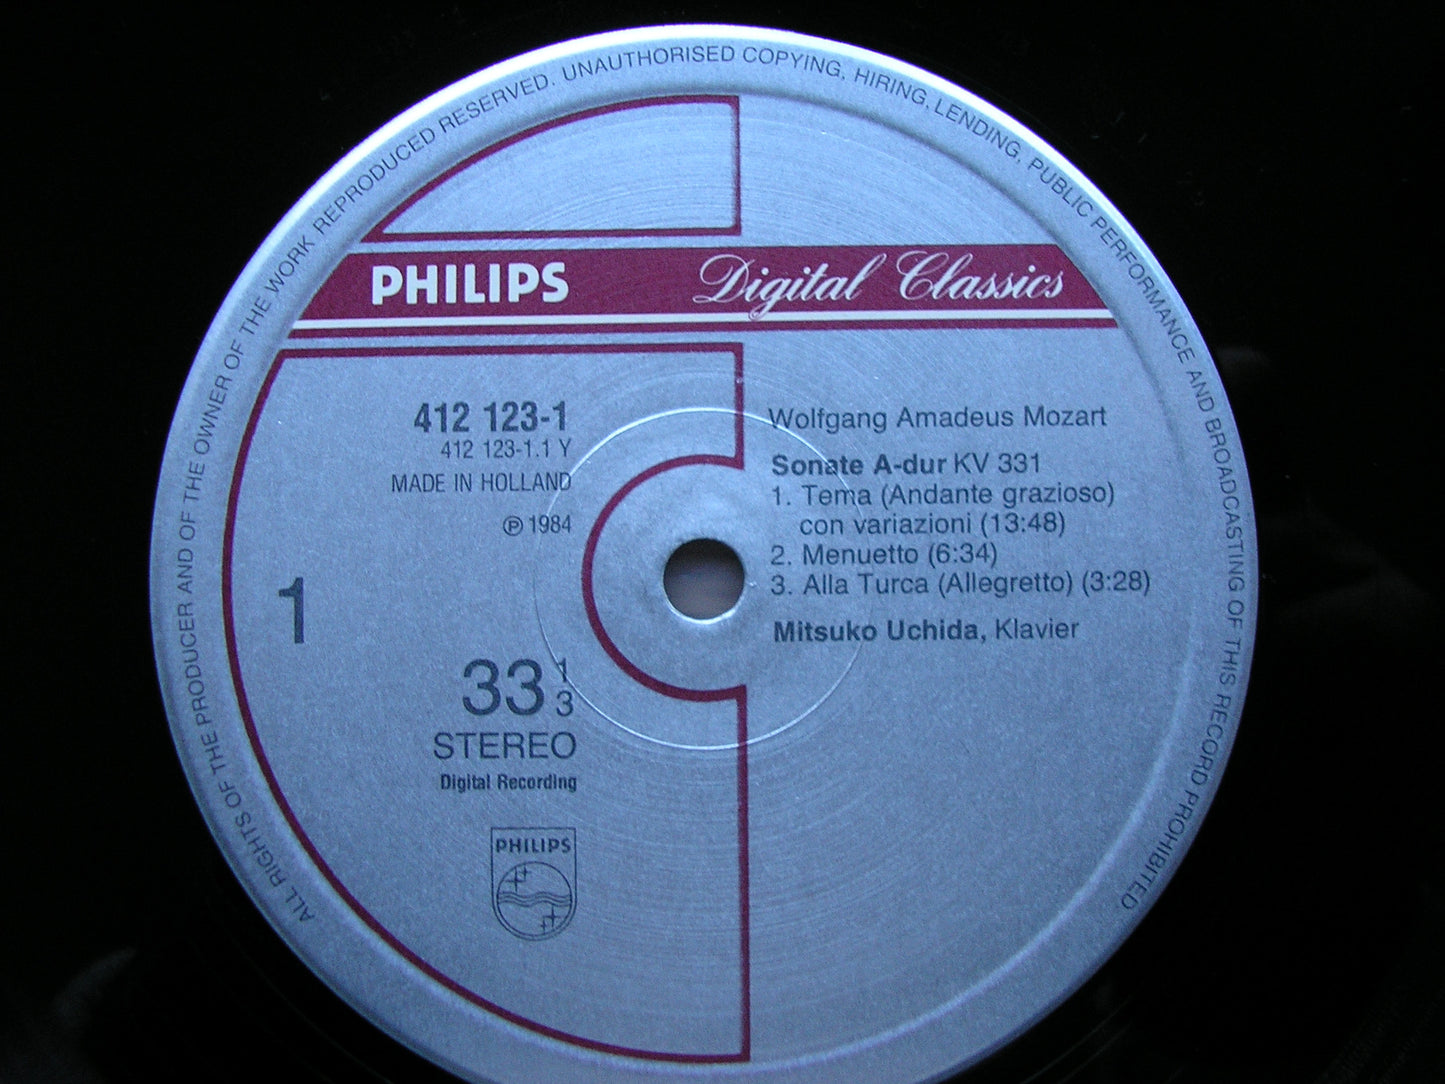 ALL RIGHTS OF THE PRODUCER AND OF THE OWNER OF THE WORK REPRODUCED RESERVED. UNAUTHORISED COPYING, HIRING, LENDING, PUBLIC PERFORMANCE AND BROADCASTING OF THIS RECORD PROHIBITED
PHILIPS Digital Classics
412 123-1
412 123-1.1 Y
MADE IN HOLLAND
℗ 1984
1
33 1/3
STEREO
Digital Recording
PHILIPS
Wolfgang Amadeus Mozart
Sonate A-dur KV 331
1. Tema (Andante grazioso)
con variazioni (13:48)
2. Menuetto (6:34)
3. Alla Turca (Allegretto) (3:28)
Mitsuko Uchida, Klavier